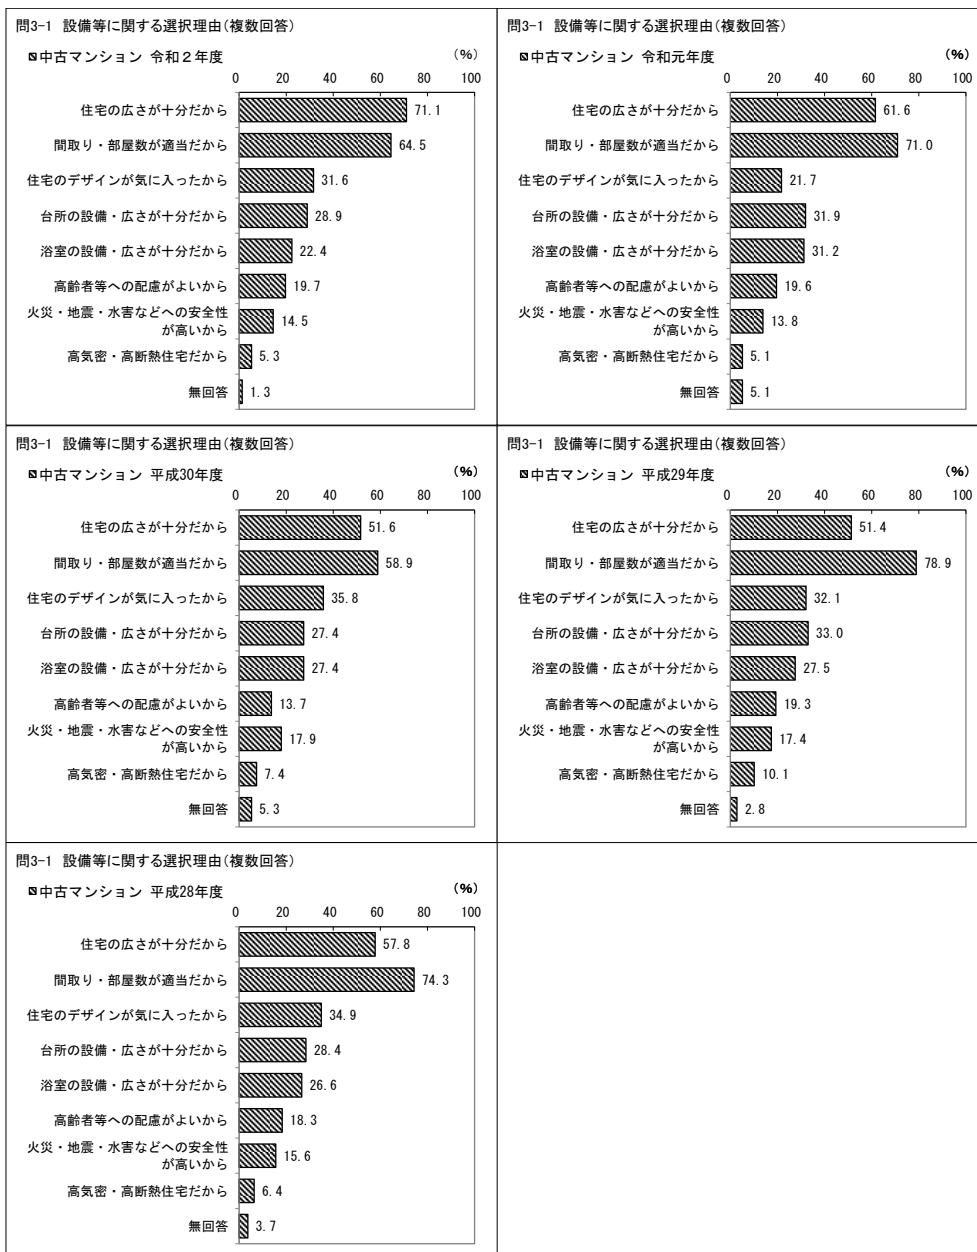 問3-1 設備等に関する選択理由(複数回答)
中古マンション 令和２年度
(%)
0 20 40 60 80 100
住宅の広さが十分だから 71.1
間取り・部屋数が適当だから 64.5
住宅のデザインが気に入ったから 31.6
台所の設備・広さが十分だから 28.9
浴室の設備・広さが十分だから 22.4
高齢者等への配慮がよいから 19.7
火災・地震・水害などへの安全性
が高いから 14.5
高気密・高断熱住宅だから 5.3
無回答 1.3
問3-1 設備等に関する選択理由(複数回答)
中古マンション 令和元年度
(%)
0 20 40 60 80 100
住宅の広さが十分だから 61.6
間取り・部屋数が適当だから 71.0
住宅のデザインが気に入ったから 21.7
台所の設備・広さが十分だから 31.9
浴室の設備・広さが十分だから 31.2
高齢者等への配慮がよいから 19.6
火災・地震・水害などへの安全性
が高いから 13.8
高気密・高断熱住宅だから 5.1
無回答 5.1
問3-1 設備等に関する選択理由(複数回答)
中古マンション 平成30年度
(%)
0 20 40 60 80 100
住宅の広さが十分だから 51.6
間取り・部屋数が適当だから 58.9
住宅のデザインが気に入ったから 35.8
台所の設備・広さが十分だから 27.4
浴室の設備・広さが十分だから 27.4
高齢者等への配慮がよいから 13.7
火災・地震・水害などへの安全性
が高いから 17.9
高気密・高断熱住宅だから 7.4
無回答 5.3
問3-1 設備等に関する選択理由(複数回答)
中古マンション 平成29年度
(%)
0 20 40 60 80 100
住宅の広さが十分だから 51.4
間取り・部屋数が適当だから 78.9
住宅のデザインが気に入ったから 32.1
台所の設備・広さが十分だから 33.0
浴室の設備・広さが十分だから 27.5
高齢者等への配慮がよいから 19.3
火災・地震・水害などへの安全性
が高いから 17.4
高気密・高断熱住宅だから 10.1
無回答 2.8
問3-1 設備等に関する選択理由(複数回答)
中古マンション 平成28年度
(%)
0 20 40 60 80 100
住宅の広さが十分だから 57.8
間取り・部屋数が適当だから 74.3
住宅のデザインが気に入ったから 34.9
台所の設備・広さが十分だから 28.4
浴室の設備・広さが十分だから 26.6
高齢者等への配慮がよいから 18.3
火災・地震・水害などへの安全性
が高いから 15.6
高気密・高断熱住宅だから 6.4
無回答 3.7